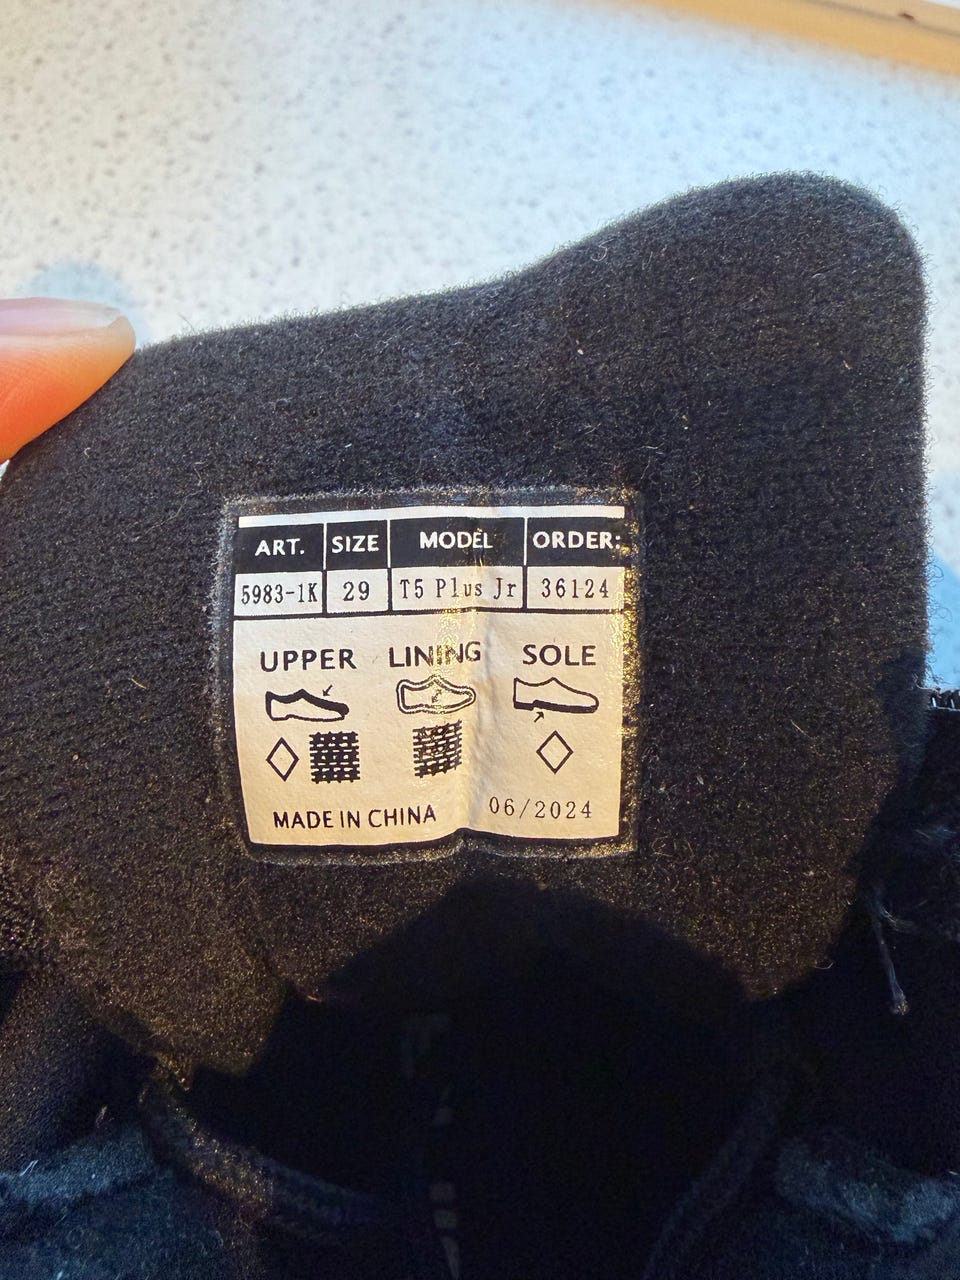 ART. SIZE MODEL ORDER:
5983-1K 29 T5 Plus Jr 36124
UPPER LINING SOLE
MADE IN CHINA 06/2024